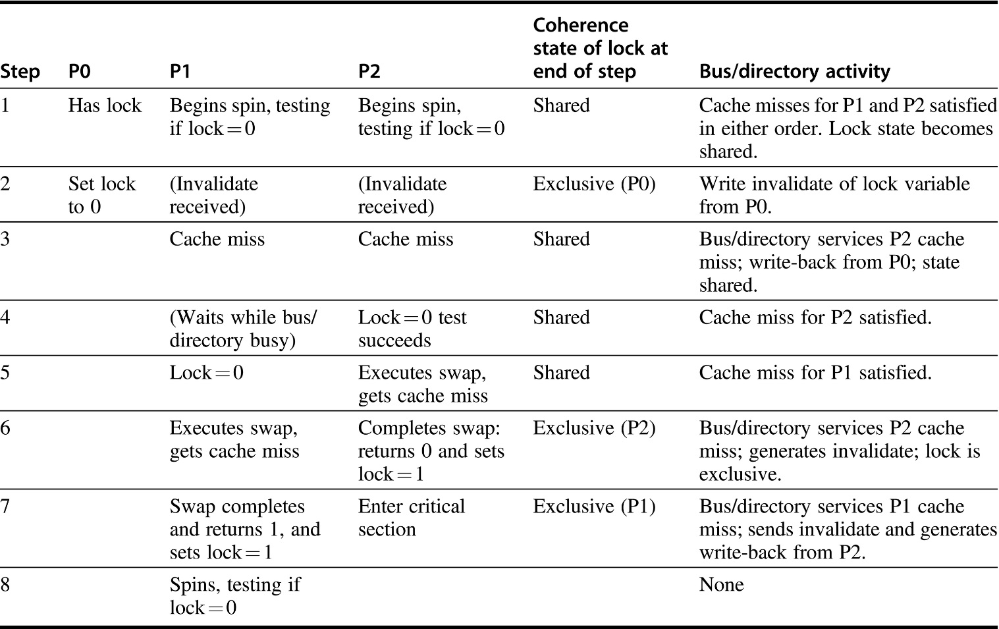 Step P0 P1 P2 Coherence state of lock at end of step Bus/directory activity
1 Has lock Begins spin, testing Begins spin, Shared Cache misses for P1 and P2 satisfied
if lock=0 testing if lock=0 in either order. Lock state becomes
shared.
2 Set lock (Invalidate (Invalidate Exclusive (P0) Write invalidate of lock variable
to 0 received) received) from P0.
3 Cache miss Cache miss Shared Bus/directory services P2 cache
miss; write-back from P0; state
shared.
4 (Waits while bus/ Lock=0 test Shared Cache miss for P2 satisfied.
directory busy) succeeds
5 Lock=0 Executes swap, Shared Cache miss for P1 satisfied.
gets cache miss
6 Executes swap, Completes swap: Exclusive (P2) Bus/directory services P2 cache
gets cache miss returns 0 and sets miss; generates invalidate; lock is
lock=1 exclusive.
7 Swap completes Enter critical Exclusive (P1) Bus/directory services P1 cache
and returns 1, and section miss; sends invalidate and generates
sets lock=1 write-back from P2.
8 Spins, testing if None
lock=0